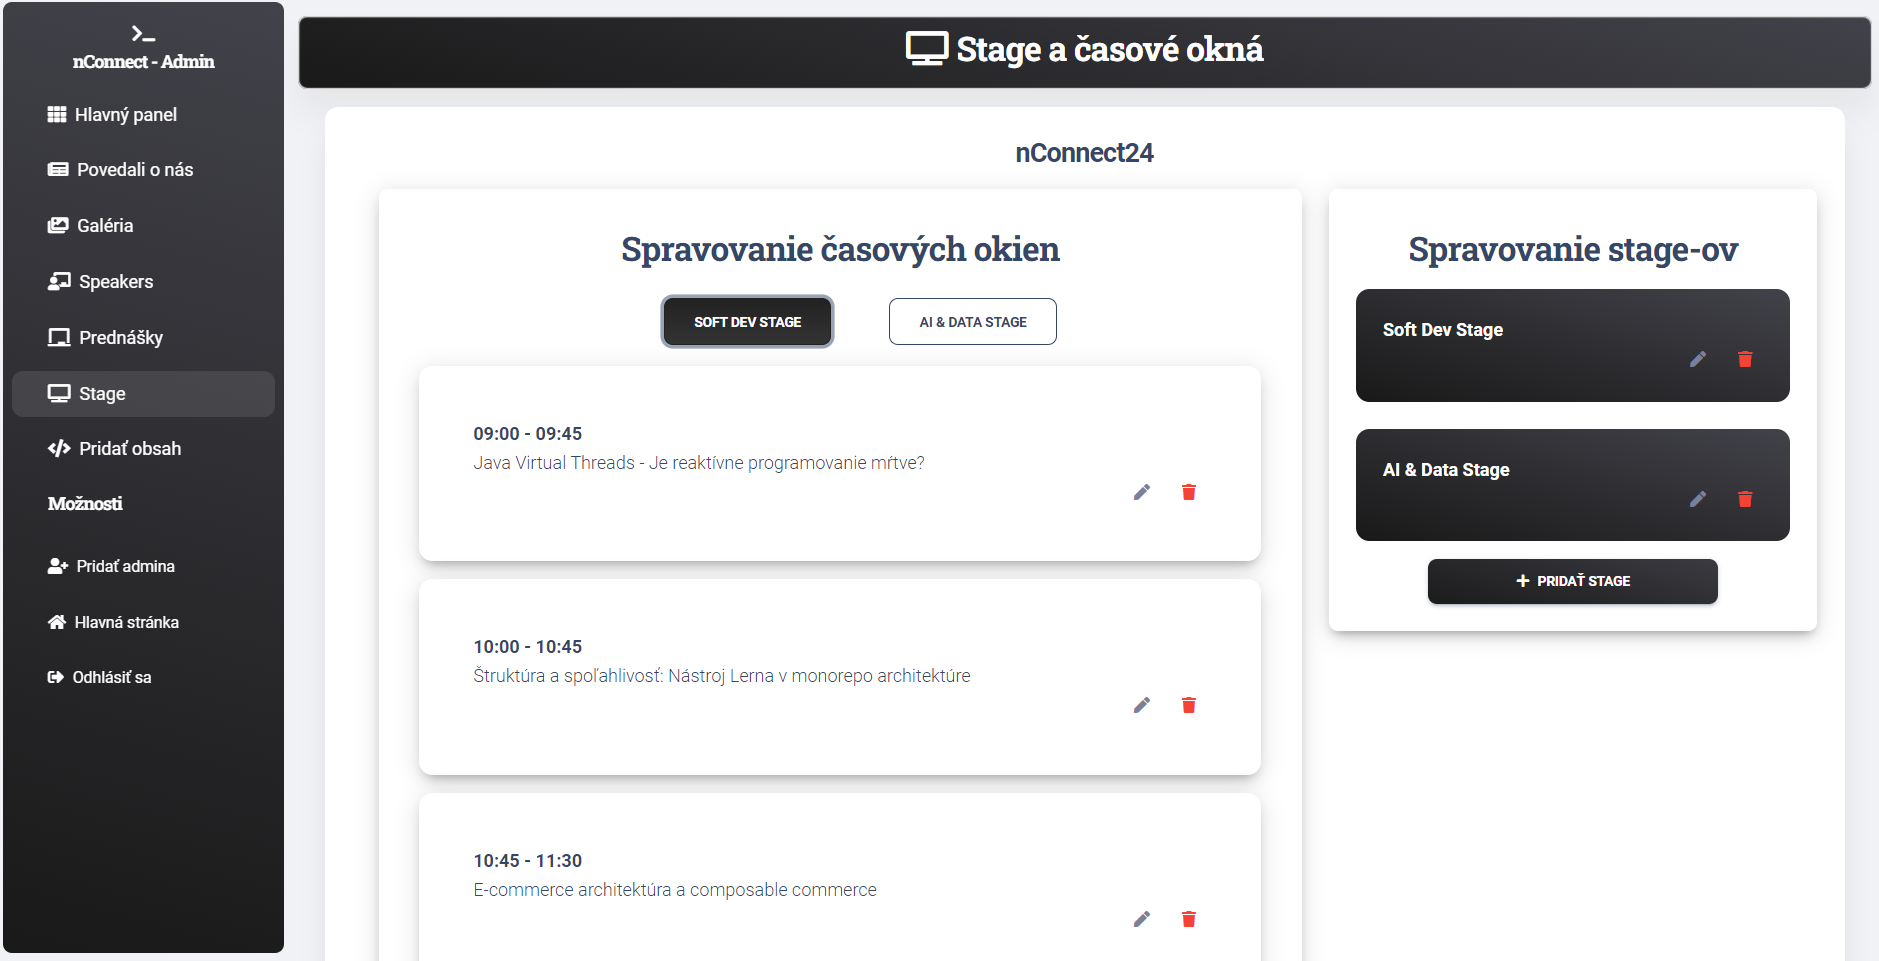 nConnect - Admin
Hlavný panel
Povedali o nás
Galéria
Speakers
Prednášky
Stage
Pridať obsah
Možnosti
Pridať admina
Hlavná stránka
Odhlásiť sa
Stage a časové okná
nConnect24
Spravovanie časových okien
SOFT DEV STAGE
AI & DATA STAGE
09:00 - 09:45
Java Virtual Threads - Je reaktívne programovanie mŕtve?
10:00 - 10:45
Štruktúra a spoľahlivosť: Nástroj Lerna v monorepo architektúre
10:45 - 11:30
E-commerce architektúra a composable commerce
Spravovanie stage-ov
Soft Dev Stage
AI & Data Stage
PRIDAŤ STAGE